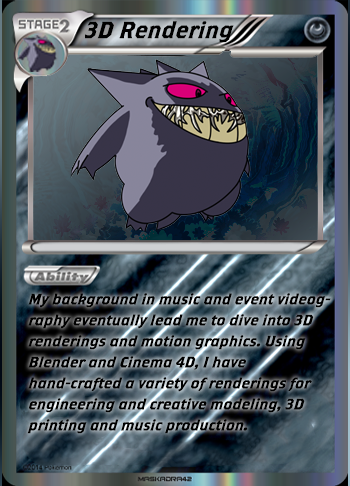 STAGE2
3D Rendering
Ability
My background in music and event videog-
raphy eventually lead me to dive into 3D
renderings and motion graphics. Using
Blender and Cinema 4D, I have
hand-crafted a variety of renderings for
engineering and creative modeling, 3D
printing and music production.
Pokemon
MASKADRA42